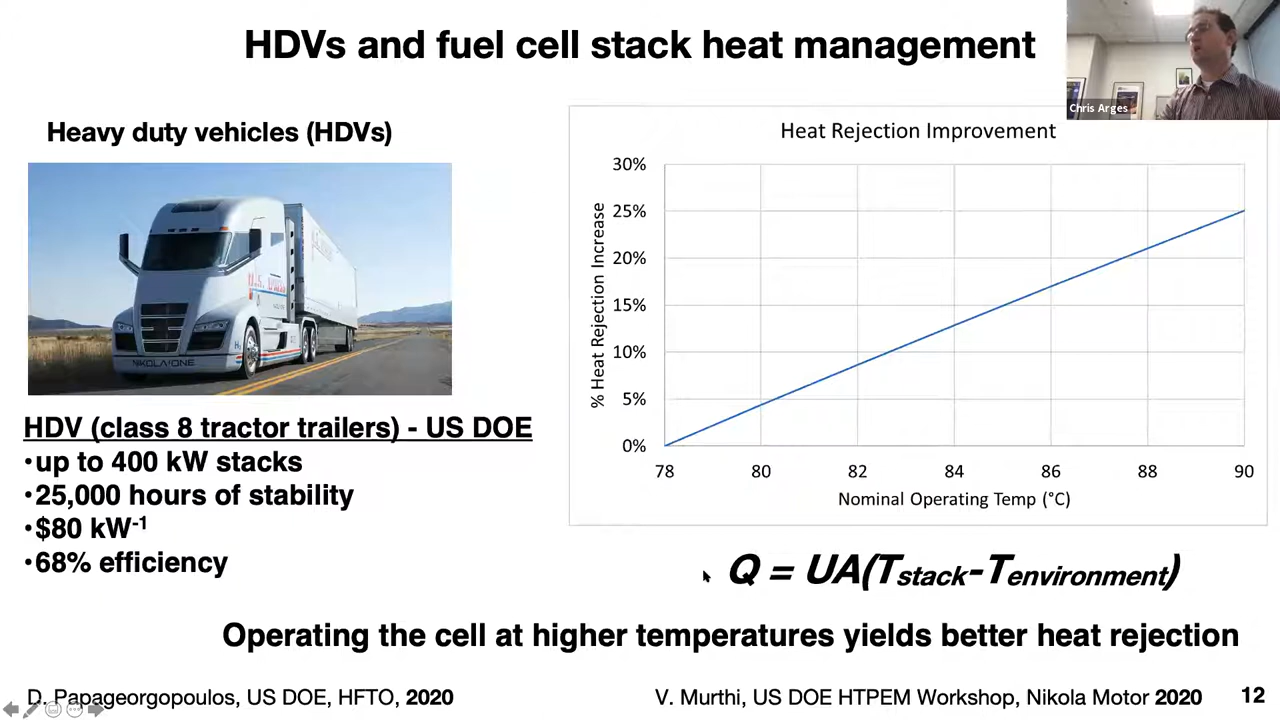 HDVs and fuel cell stack heat management
Chris Arges
Heavy duty vehicles (HDVs)
NIKOLA ONE
HDV (class 8 tractor trailers) - US DOE
•up to 400 kW stacks
•25,000 hours of stability
•$80 kW-1
•68% efficiency
Heat Rejection Improvement
% Heat Rejection Increase
30%
25%
20%
15%
10%
5%
0%
78 80 82 84 86 88 90
Nominal Operating Temp (°C)
Q = UA(Tstack-Tenvironment)
Operating the cell at higher temperatures yields better heat rejection
D. Papageorgopoulos, US DOE, HFTO, 2020
V. Murthi, US DOE HTPEM Workshop, Nikola Motor 2020
12